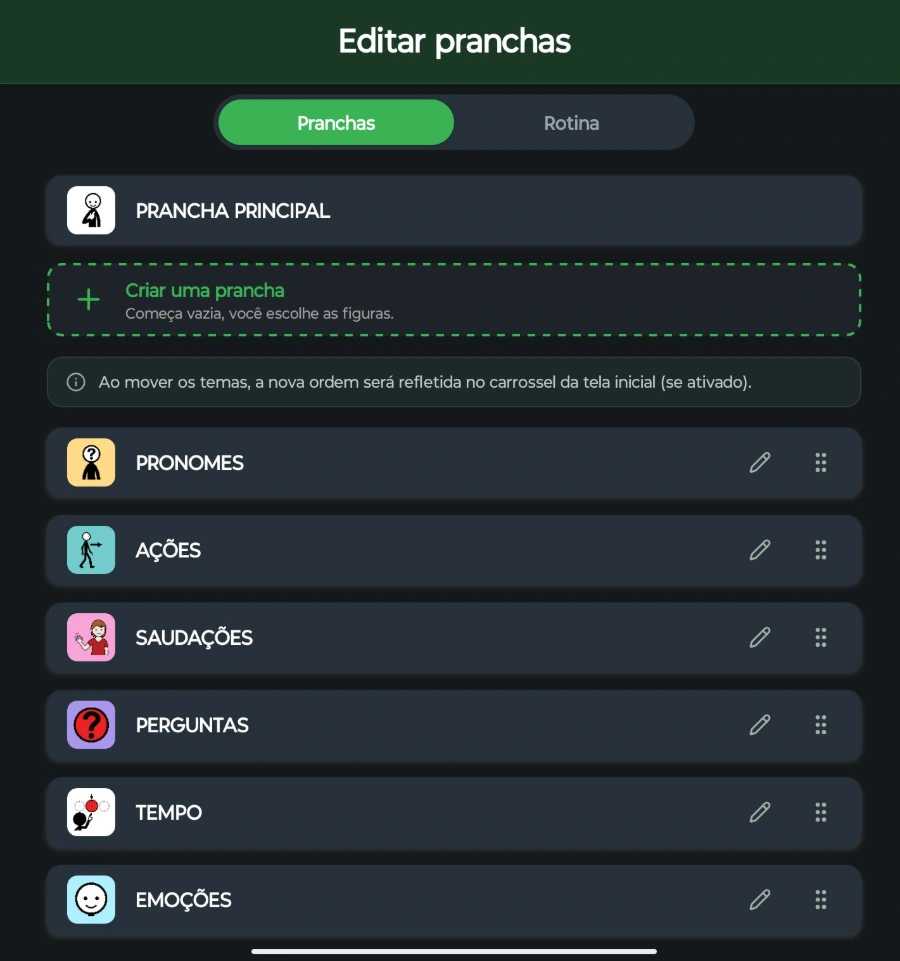 Editar pranchas
Pranchas
Rotina
PRANCHA PRINCIPAL
Criar uma prancha
Começa vazia, você escolhe as figuras.
Ao mover os temas, a nova ordem será refletida no carrossel da tela inicial (se ativado).
?
PRONOMES
AÇÕES
SAUDAÇÕES
?
PERGUNTAS
TEMPO
EMOÇÕES